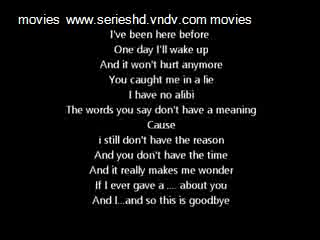 movies www.serieshd.vndv.com movies
I've been here before
One day I'll wake up
And it won't hurt anymore
You caught me in a lie
I have no alibi
The words you say don't have a meaning
Cause
i still don't have the reason
And you don't have the time
And it really makes me wonder
If I ever gave a .... about you
And I...and so this is goodbye